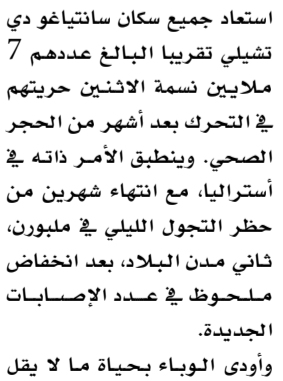 استعاد جميع سكان سانتياغو دي
تشيلي تقريبا البالغ عددهم 7
ملايين نسمة الاثنين حريتهم
في التحرك بعد أشهر من الحجر
الصحي. وينطبق الأمر ذاته في
أستراليا، مع انتهاء شهرين من
حظر التجول الليلي في ملبورن،
ثاني مدن البلاد، بعد انخفاض
ملحوظ في عدد الإصابات
الجديدة.
وأودى الوباء بحياة ما لا يقل